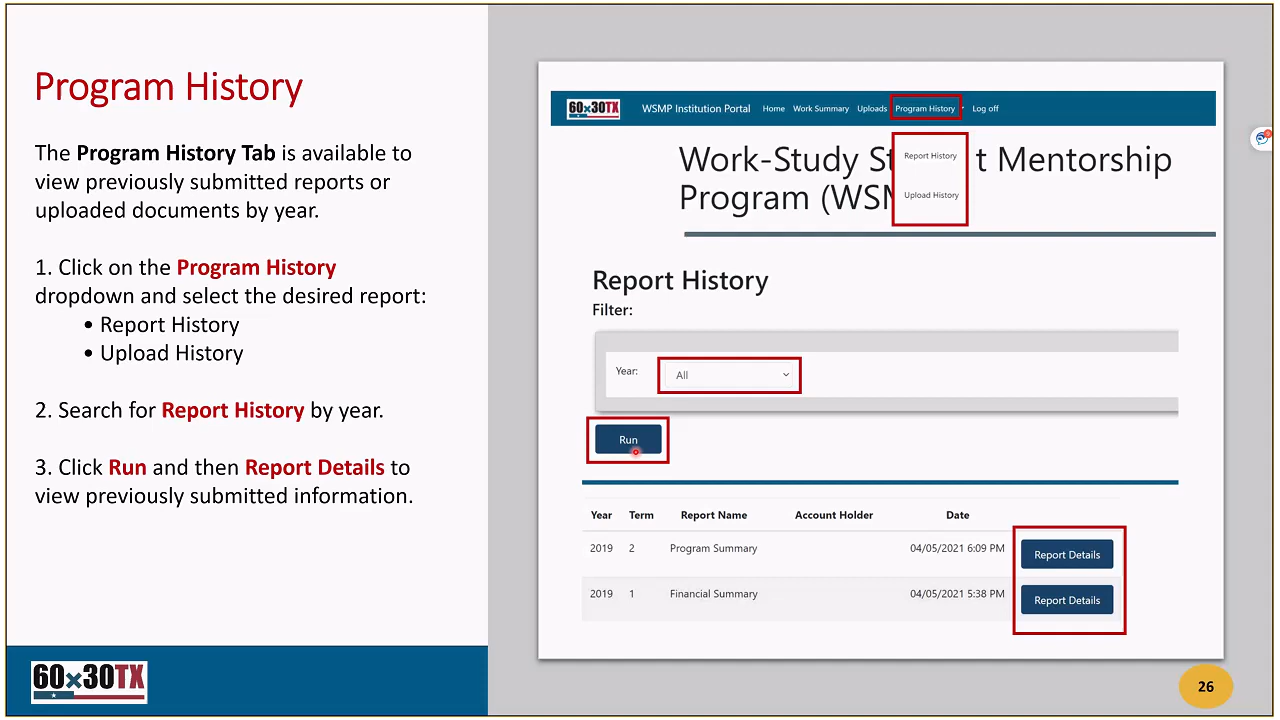 Program History
The Program History Tab is available to
view previously submitted reports or
uploaded documents by year.
1. Click on the Program History
dropdown and select the desired report:
• Report History
• Upload History
2. Search for Report History by year.
3. Click Run and then Report Details to
view previously submitted information.
60x30TX
60x30TX WSMP Institution Portal Home Work Summary Uploads Program History Log off
Report History
Upload History
Work-Study St t Mentorship
Program (WSM
Report History
Filter:
Year: All
Run
Year Term Report Name Account Holder Date
2019 2 Program Summary 04/05/2021 6:09 PM Report Details
2019 1 Financial Summary 04/05/2021 5:38 PM Report Details
26